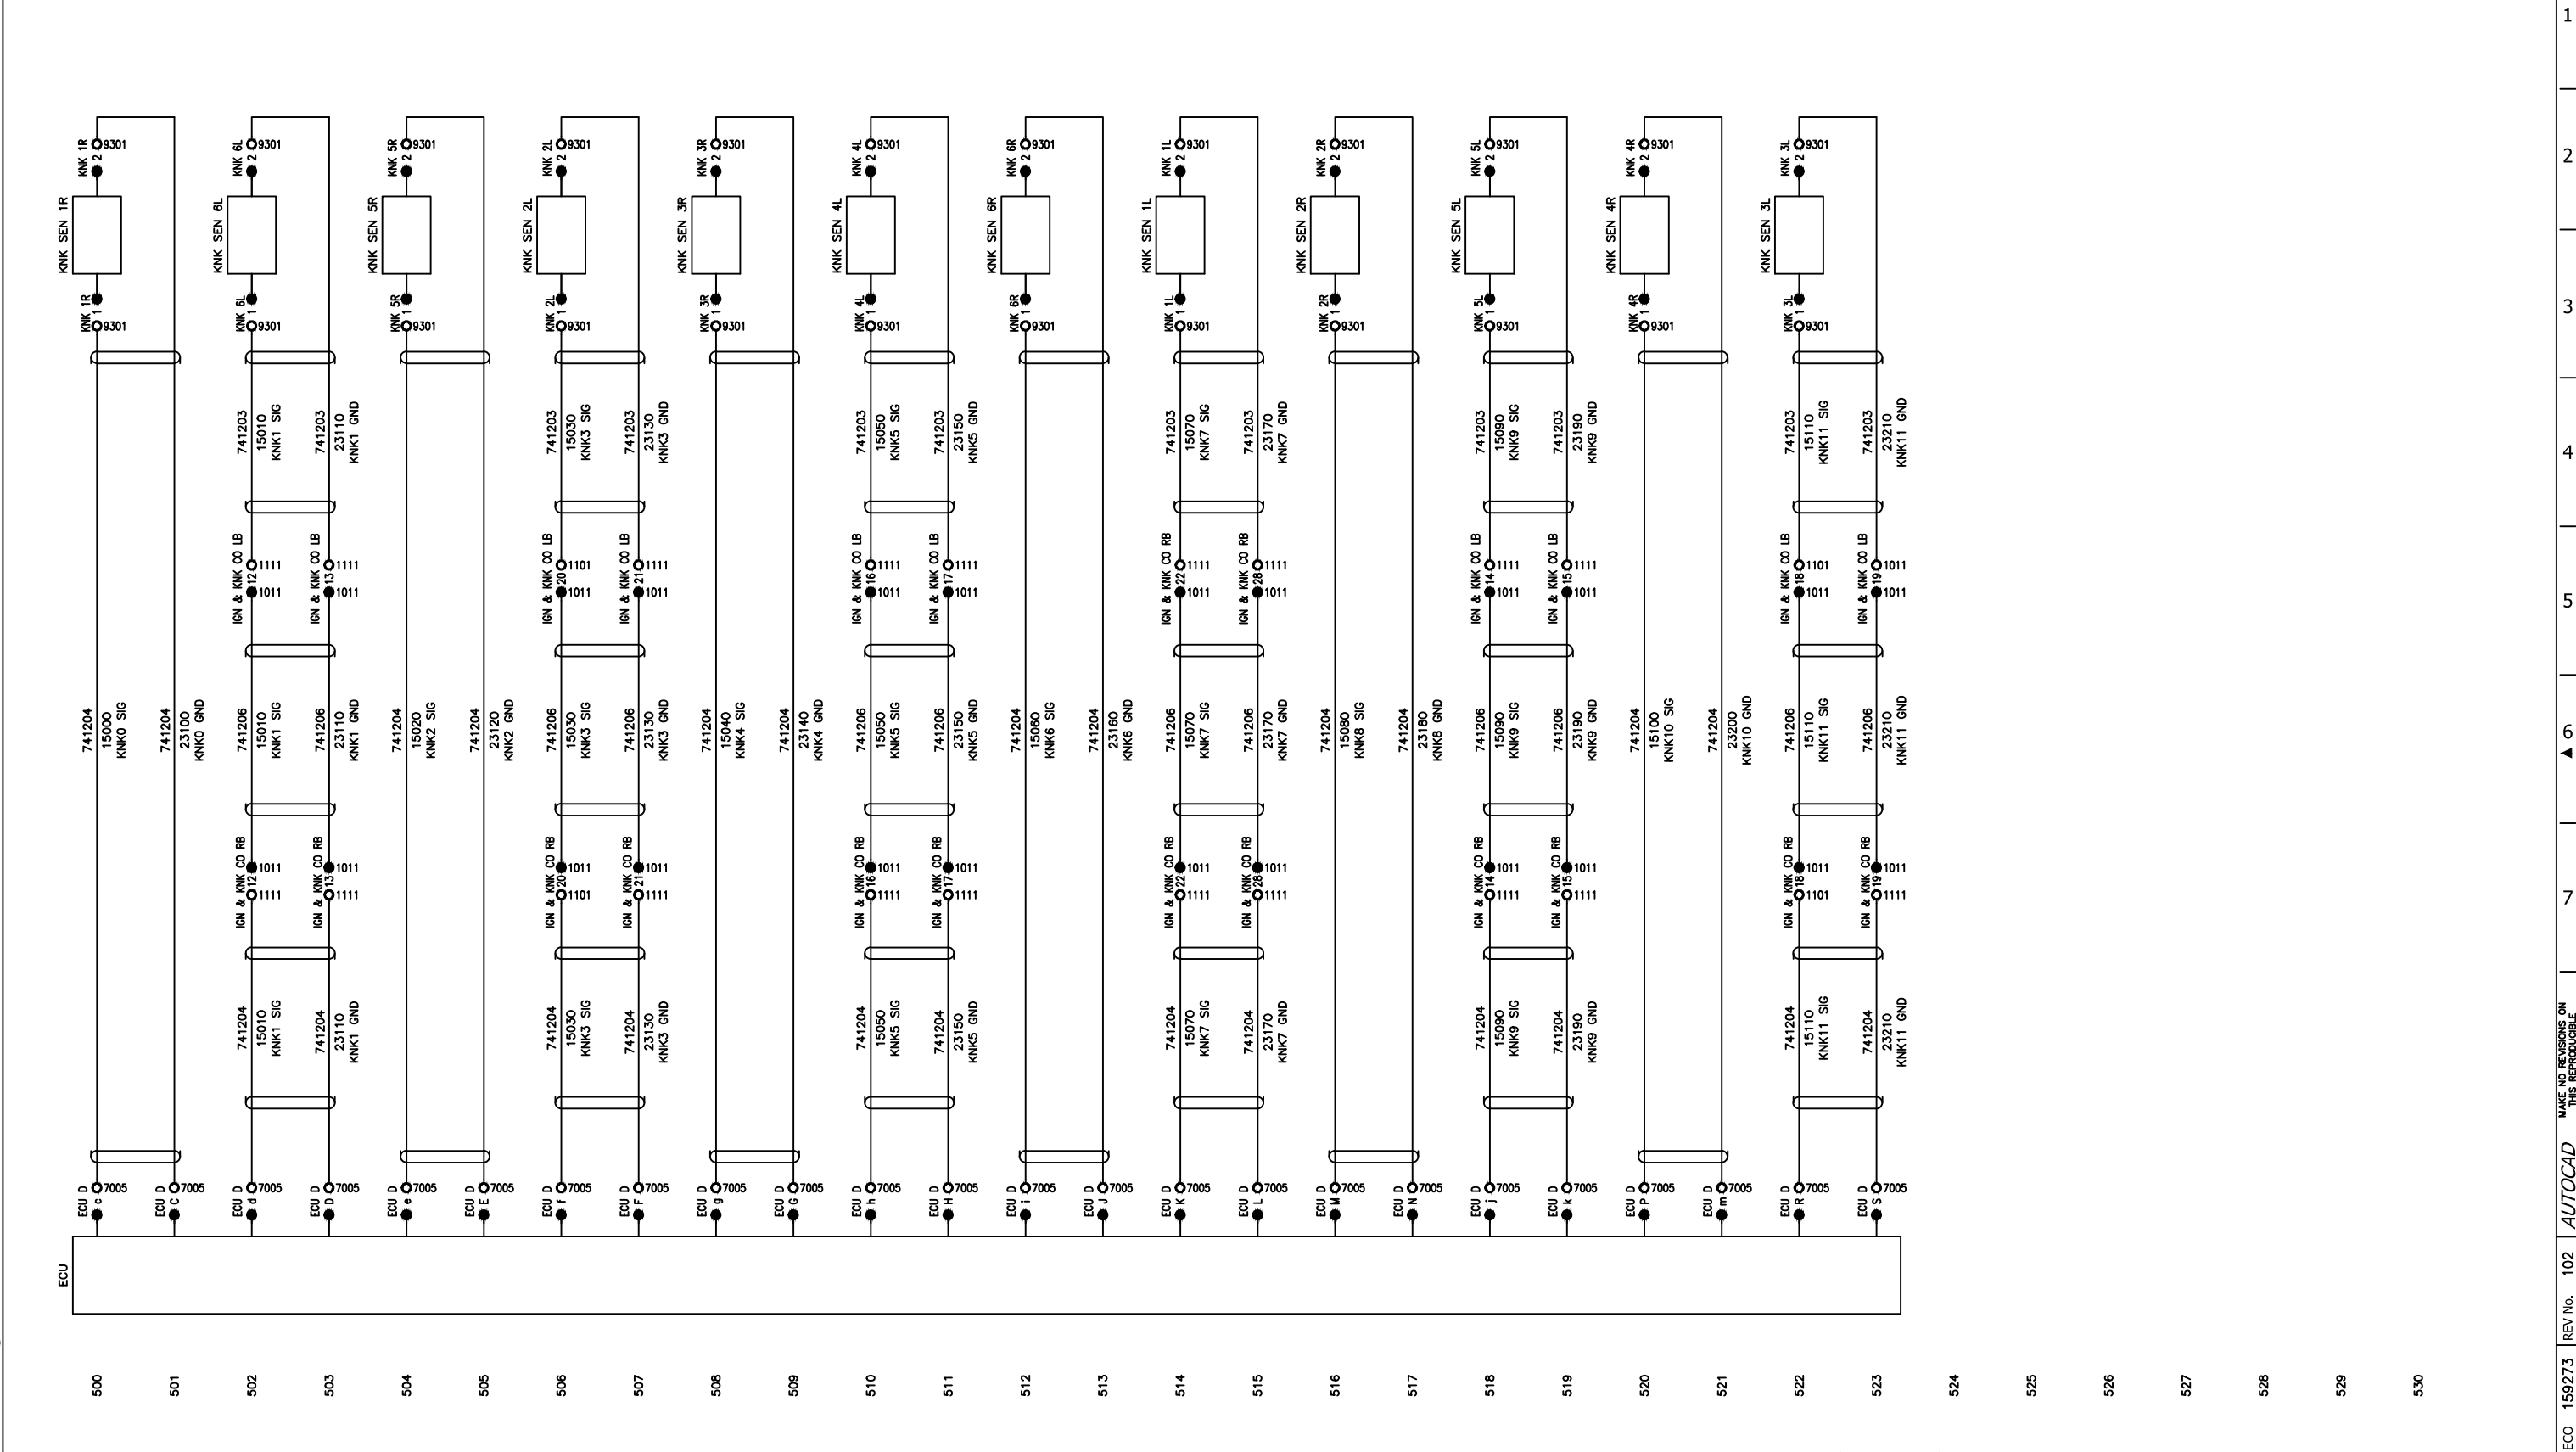 500
ECU
ECU D
c
7005
741204
15000
KNK0 SIG
KNK 1R
1
9301
KNK SEN 1R
KNK 1R
2
9301
501
ECU D
C
7005
741204
23100
KNK0 GND
502
ECU D
d
7005
741204
15010
KNK1 SIG
IGN & KNK CO RB
1111
12
1011
741206
15010
KNK1 SIG
IGN & KNK CO LB
1011
12
1111
741203
15010
KNK1 SIG
KNK 6L
1
9301
KNK SEN 6L
KNK 6L
2
9301
503
ECU D
D
7005
741204
23110
KNK1 GND
IGN & KNK CO RB
1111
13
1011
741206
23110
KNK1 GND
IGN & KNK CO LB
1011
13
1111
741203
23110
KNK1 GND
504
ECU D
e
7005
741204
15020
KNK2 SIG
KNK 5R
1
9301
KNK SEN 5R
KNK 5R
2
9301
505
ECU D
E
7005
741204
23120
KNK2 GND
506
ECU D
f
7005
741204
15030
KNK3 SIG
IGN & KNK CO RB
1101
20
1011
741206
15030
KNK3 SIG
IGN & KNK CO LB
1011
20
1101
741203
15030
KNK3 SIG
KNK 2L
1
9301
KNK SEN 2L
KNK 2L
2
9301
507
ECU D
F
7005
741204
23130
KNK3 GND
IGN & KNK CO RB
1111
21
1011
741206
23130
KNK3 GND
IGN & KNK CO LB
1011
21
1111
741203
23130
KNK3 GND
508
ECU D
g
7005
741204
15040
KNK4 SIG
KNK 3R
1
9301
KNK SEN 3R
KNK 3R
2
9301
509
ECU D
G
7005
741204
23140
KNK4 GND
510
ECU D
h
7005
741204
15050
KNK5 SIG
IGN & KNK CO RB
1111
16
1011
741206
15050
KNK5 SIG
IGN & KNK CO LB
1011
16
1111
741203
15050
KNK5 SIG
KNK 4L
1
9301
KNK SEN 4L
KNK 4L
2
9301
511
ECU D
H
7005
741204
23150
KNK5 GND
IGN & KNK CO RB
1111
17
1011
741206
23150
KNK5 GND
IGN & KNK CO LB
1011
17
1111
741203
23150
KNK5 GND
512
ECU D
i
7005
741204
15060
KNK6 SIG
KNK 6R
1
9301
KNK SEN 6R
KNK 6R
2
9301
513
ECU D
J
7005
741204
23160
KNK6 GND
514
ECU D
K
7005
741204
15070
KNK7 SIG
IGN & KNK CO RB
1111
22
1011
741206
15070
KNK7 SIG
IGN & KNK CO RB
1011
22
1111
741203
15070
KNK7 SIG
KNK 1L
1
9301
KNK SEN 1L
KNK 1L
2
9301
515
ECU D
L
7005
741204
23170
KNK7 GND
IGN & KNK CO RB
1111
28
1011
741206
23170
KNK7 GND
IGN & KNK CO RB
1011
28
1111
741203
23170
KNK7 GND
516
ECU D
M
7005
741204
15080
KNK8 SIG
KNK 2R
1
9301
KNK SEN 2R
KNK 2R
2
9301
517
ECU D
N
7005
741204
23180
KNK8 GND
518
ECU D
j
7005
741204
15090
KNK9 SIG
IGN & KNK CO RB
1111
14
1011
741206
15090
KNK9 SIG
IGN & KNK CO LB
1011
14
1111
741203
15090
KNK9 SIG
KNK 5L
1
9301
KNK SEN 5L
KNK 5L
2
9301
519
ECU D
k
7005
741204
23190
KNK9 GND
IGN & KNK CO RB
1111
15
1011
741206
23190
KNK9 GND
IGN & KNK CO LB
1011
15
1111
741203
23190
KNK9 GND
520
ECU D
P
7005
741204
15100
KNK10 SIG
KNK 4R
1
9301
KNK SEN 4R
KNK 4R
2
9301
521
ECU D
m
7005
741204
23200
KNK10 GND
522
ECU D
R
7005
741204
15110
KNK11 SIG
IGN & KNK CO RB
1101
18
1011
741206
15110
KNK11 SIG
IGN & KNK CO LB
1011
18
1101
741203
15110
KNK11 SIG
KNK 3L
1
9301
KNK SEN 3L
KNK 3L
2
9301
523
ECU D
S
7005
741204
23210
KNK11 GND
IGN & KNK CO RB
1111
19
1011
741206
23210
KNK11 GND
IGN & KNK CO LB
1011
19
1011
741203
23210
KNK11 GND
524
525
526
527
528
529
530
1
2
3
4
5
6
7
ECO 159273
REV No. 102
AUTOCAD
MAKE NO REVISIONS ON
THIS REPRODUCIBLE